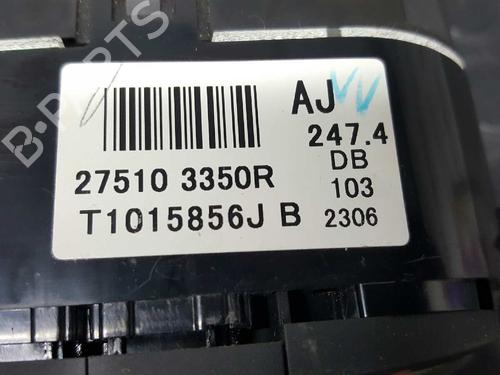 B-PARTS
AJ
247.4
DB
103
2306
27510 3350R
T1015856J B